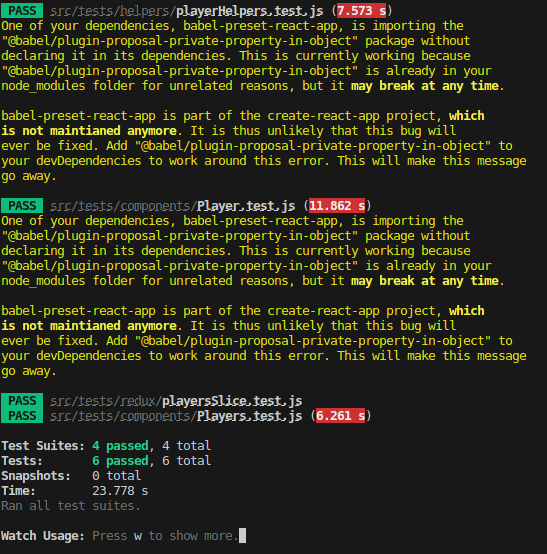 PASS src/tests/helpers/playerHelpers.test.js (7.573 s)
One of your dependencies, babel-preset-react-app, is importing the
"@babel/plugin-proposal-private-property-in-object" package without
declaring it in its dependencies. This is currently working because
"@babel/plugin-proposal-private-property-in-object" is already in your
node_modules folder for unrelated reasons, but it may break at any time.
babel-preset-react-app is part of the create-react-app project, which
is not maintianed anymore. It is thus unlikely that this bug will
ever be fixed. Add "@babel/plugin-proposal-private-property-in-object" to
your devDependencies to work around this error. This will make this message
go away.
PASS src/tests/components/Player.test.js (11.862 s)
One of your dependencies, babel-preset-react-app, is importing the
"@babel/plugin-proposal-private-property-in-object" package without
declaring it in its dependencies. This is currently working because
"@babel/plugin-proposal-private-property-in-object" is already in your
node_modules folder for unrelated reasons, but it may break at any time.
babel-preset-react-app is part of the create-react-app project, which
is not maintianed anymore. It is thus unlikely that this bug will
ever be fixed. Add "@babel/plugin-proposal-private-property-in-object" to
your devDependencies to work around this error. This will make this message
go away.
PASS src/tests/redux/playersSlice.test.js
PASS src/tests/components/Players.test.js (6.261 s)
Test Suites: 4 passed, 4 total
Tests: 6 passed, 6 total
Snapshots: 0 total
Time: 23.778 s
Ran all test suites.
Watch Usage: Press w to show more.